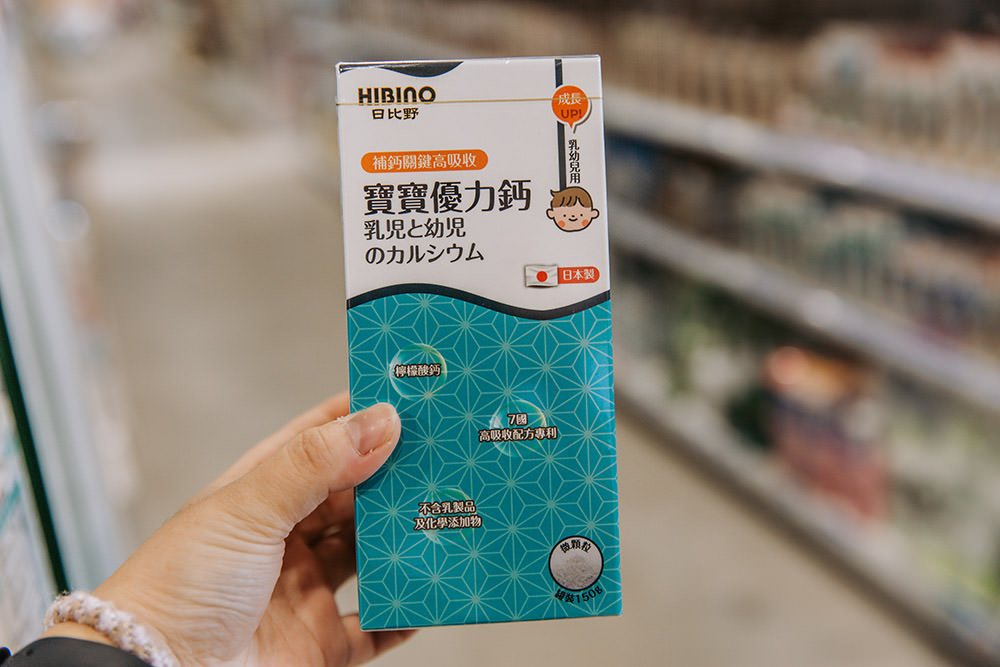 HIBINO
日比野
成長
UP!
乳幼兒用
補鈣關鍵高吸收
寶寶優力鈣
乳児と幼児
のカルシウム
日本製
檸檬酸鈣
7國
高吸收配方專利
不含乳製品
及化學添加物
微顆粒
罐裝150g